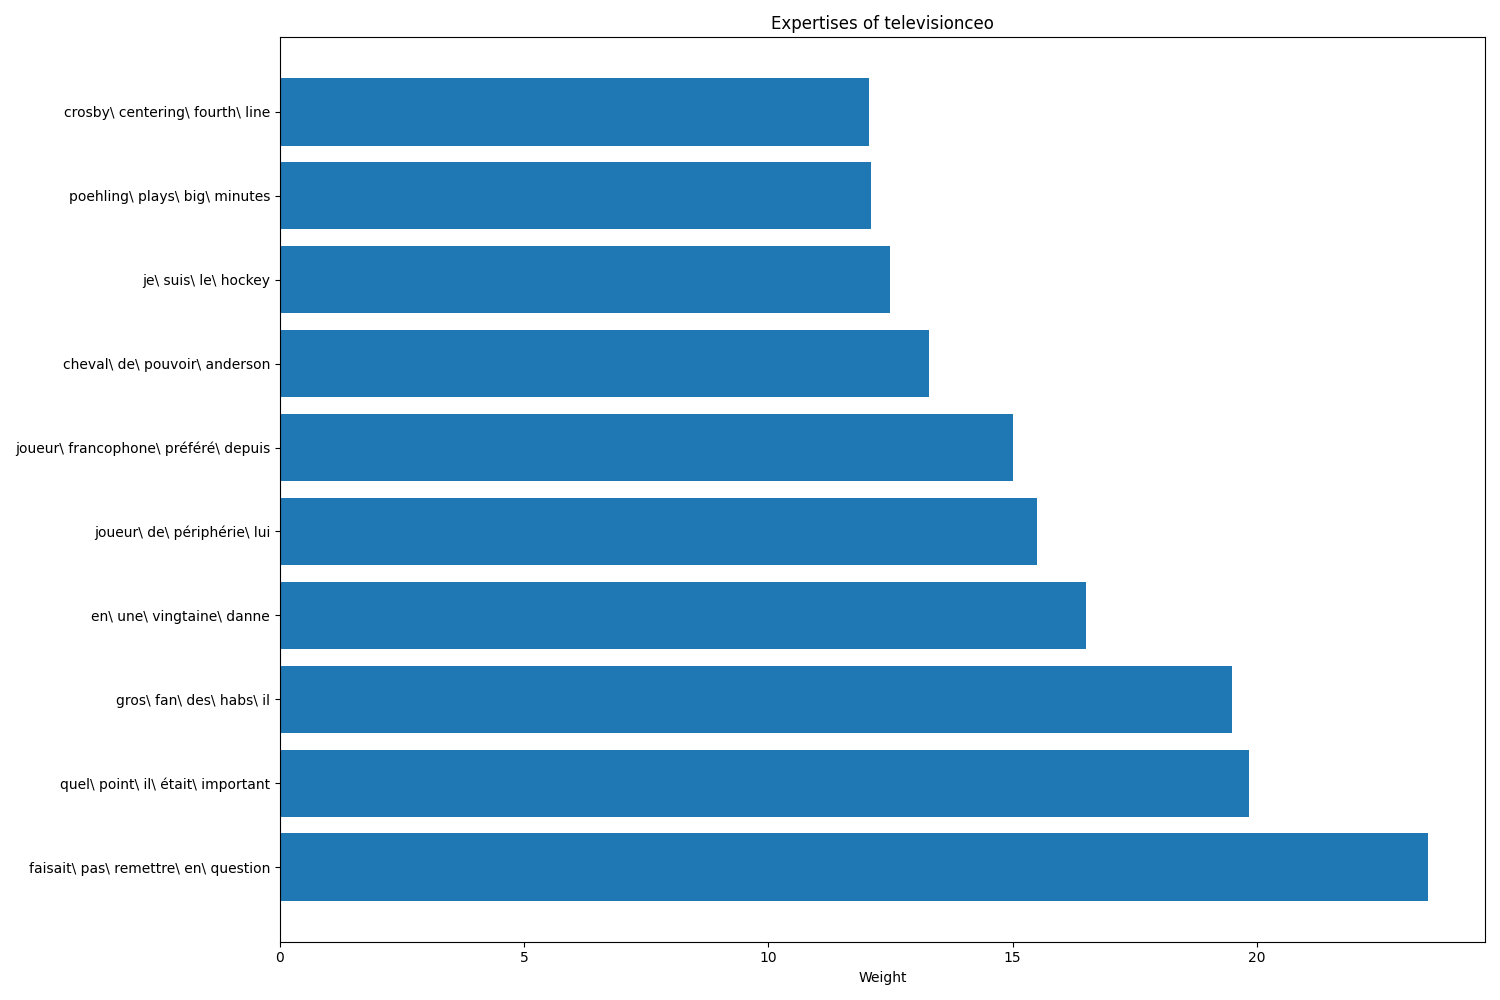 Expertises of televisionceo
crosby\ centering\ fourth\ line
poehling\ plays\ big\ minutes
je\ suis\ le\ hockey
cheval\ de\ pouvoir\ anderson
joueur\ francophone\ préféré\ depuis
joueur\ de\ périphérie\ lui
en\ une\ vingtaine\ danne
gros\ fan\ des\ habs\ il
quel\ point\ il\ était\ important
faisait\ pas\ remettre\ en\ question
0 5 10 15 20
Weight